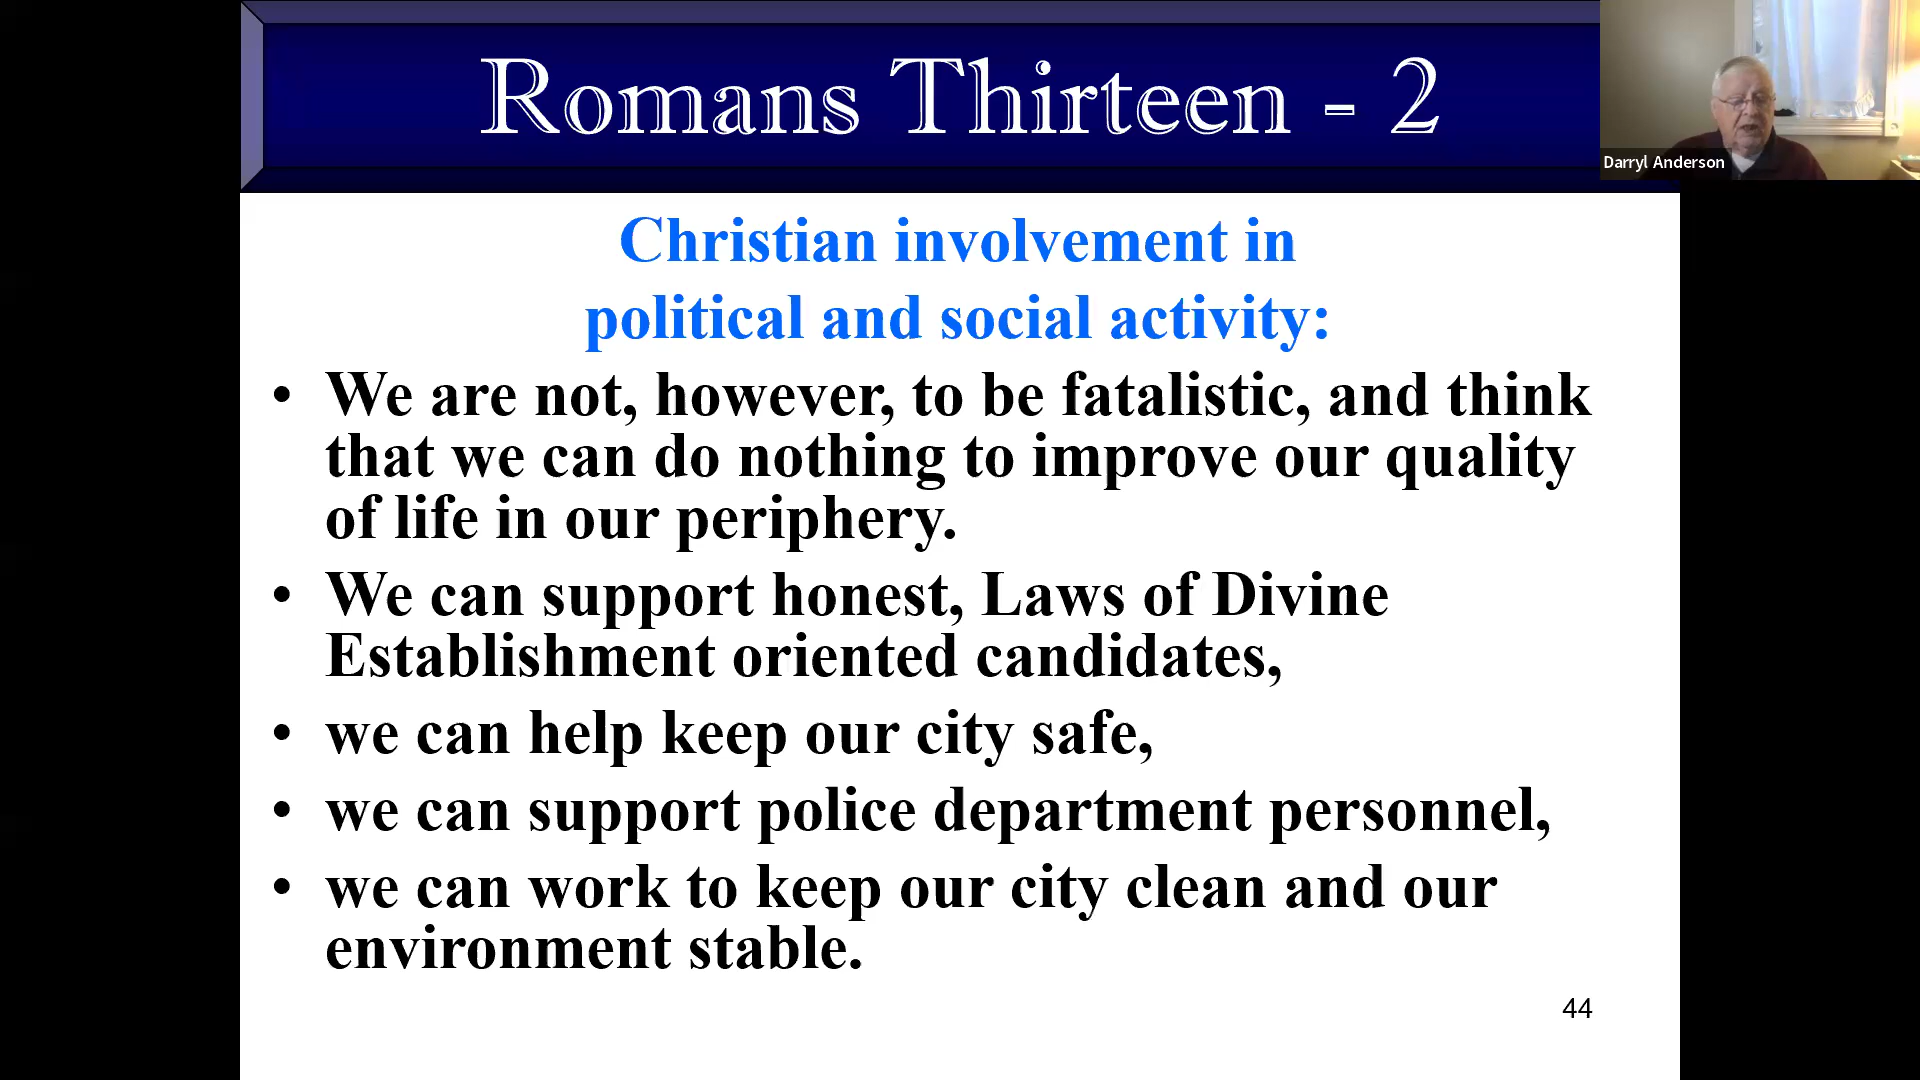 Romans Thirteen - 2
Darryl Anderson
Christian involvement in
political and social activity:
• We are not, however, to be fatalistic, and think
that we can do nothing to improve our quality
of life in our periphery.
• We can support honest, Laws of Divine
Establishment oriented candidates,
• we can help keep our city safe,
• we can support police department personnel,
• we can work to keep our city clean and our
environment stable.
44